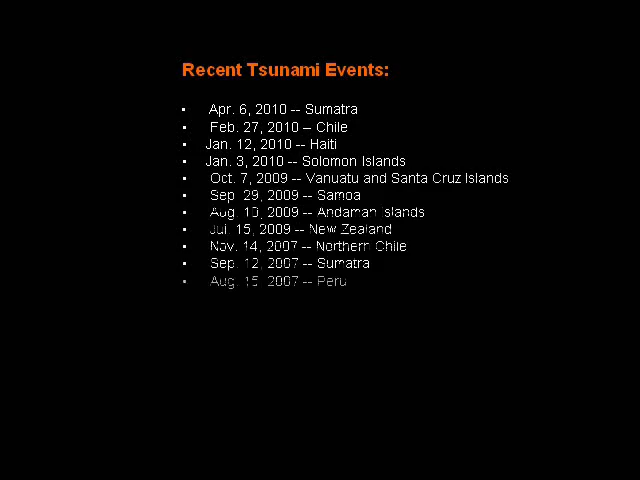 Recent Tsunami Events:
• Apr. 6, 2010 -- Sumatra
• Feb. 27, 2010 – Chile
• Jan. 12, 2010 -- Haiti
• Jan. 3, 2010 -- Solomon Islands
• Oct. 7, 2009 -- Vanuatu and Santa Cruz Islands
• Sep. 29, 2009 -- Samoa
• Aug. 10, 2009 -- Andaman Islands
• Jul. 15, 2009 -- New Zealand
• Nov. 14, 2007 -- Northern Chile
• Sep. 12, 2007 -- Sumatra
• Aug. 15, 2007 -- Peru